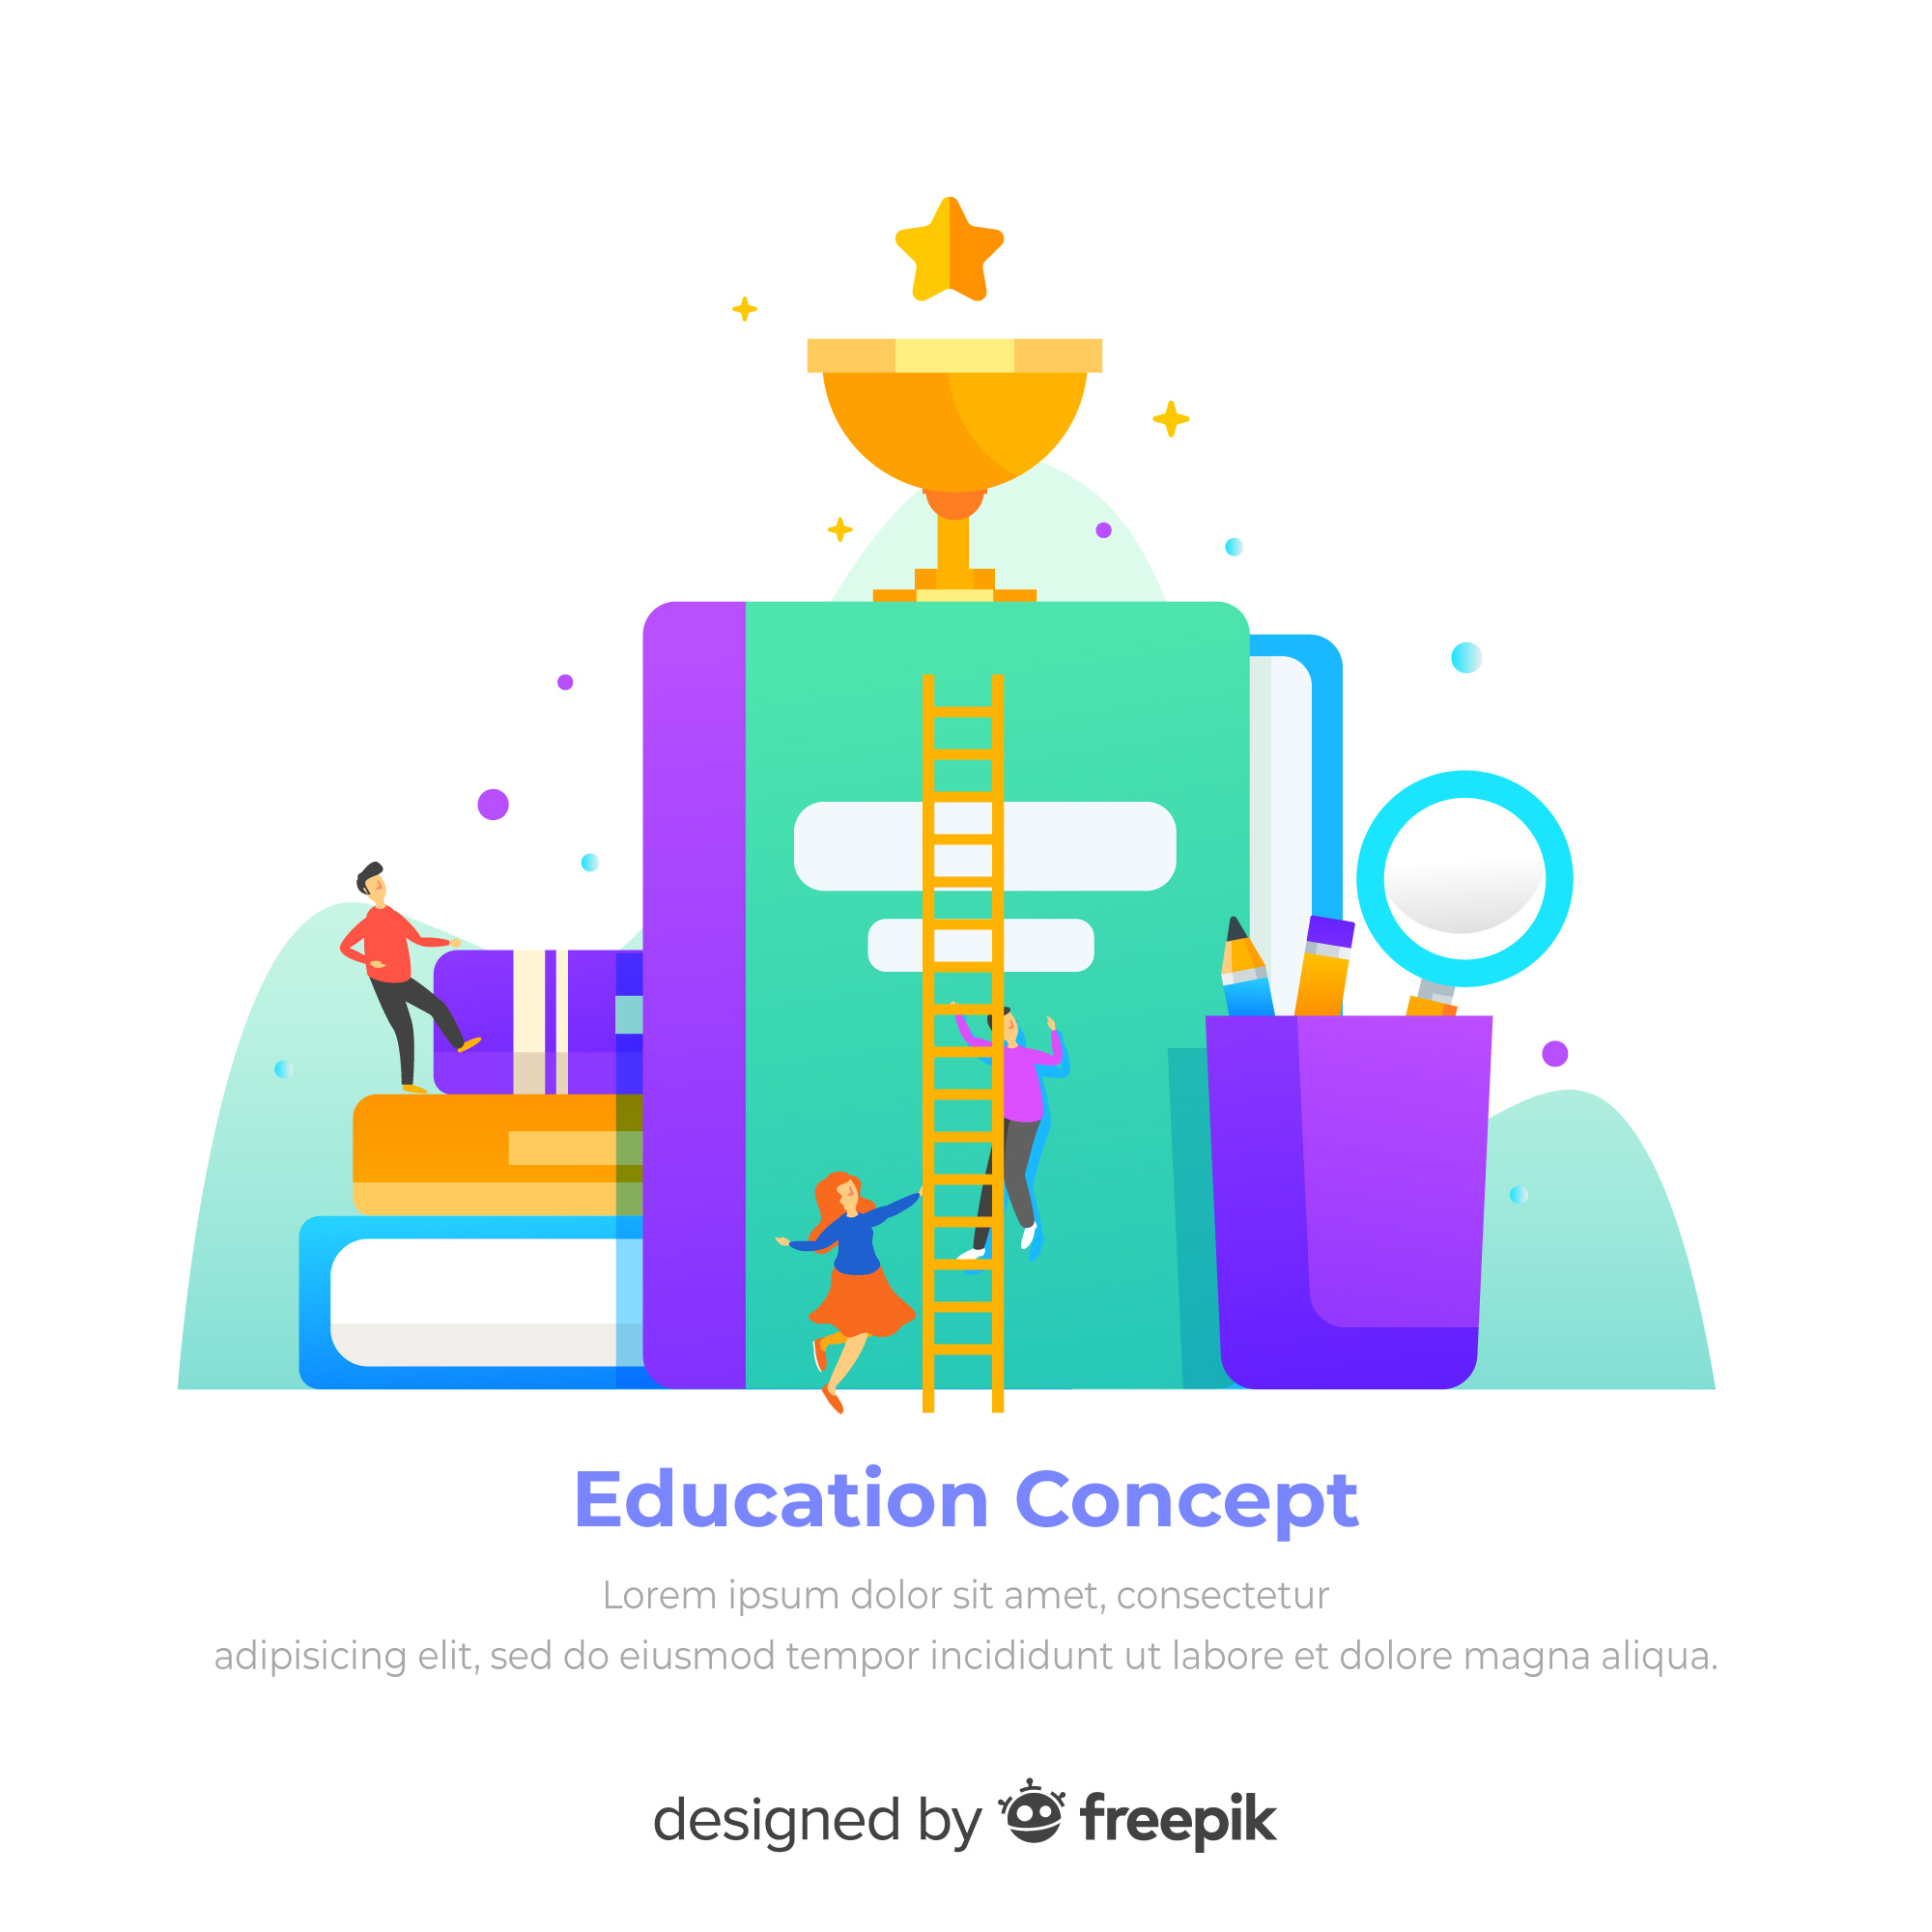 Education Concept
Lorem ipsum dolor sit amet, consectetur
adipisicing elit, sed do eiusmod tempor incididunt ut labore et dolore magna aliqua.
designed by freepik